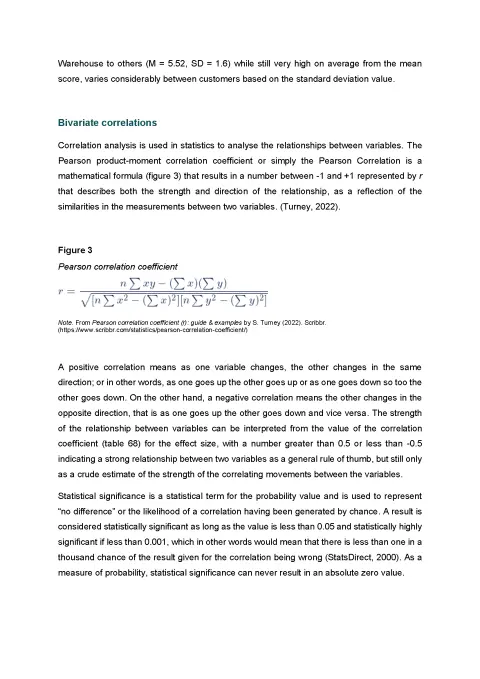 Warehouse to others (M = 5.52, SD = 1.6) while still very high on average from the mean
score, varies considerably between customers based on the standard deviation value.
Bivariate correlations
Correlation analysis is used in statistics to analyse the relationships between variables. The
Pearson product-moment correlation coefficient or simply the Pearson Correlation is a
mathematical formula (figure 3) that results in a number between -1 and +1 represented by r
that describes both the strength and direction of the relationship, as a reflection of the
similarities in the measurements between two variables. (Turney, 2022).
Figure 3
Pearson correlation coefficient
r = n ∑ xy − (∑ x)(∑ y) / √[n ∑ x² − (∑ x)²][n ∑ y² − (∑ y)²]
Note. From Pearson correlation coefficient (r): guide & examples by S. Turney (2022). Scribbr.
(https://www.scribbr.com/statistics/pearson-correlation-coefficient/)
A positive correlation means as one variable changes, the other changes in the same
direction; or in other words, as one goes up the other goes up or as one goes down so too the
other goes down. On the other hand, a negative correlation means the other changes in the
opposite direction, that is as one goes up the other goes down and vice versa. The strength
of the relationship between variables can be interpreted from the value of the correlation
coefficient (table 68) for the effect size, with a number greater than 0.5 or less than -0.5
indicating a strong relationship between two variables as a general rule of thumb, but still only
as a crude estimate of the strength of the correlating movements between the variables.
Statistical significance is a statistical term for the probability value and is used to represent
“no difference” or the likelihood of a correlation having been generated by chance. A result is
considered statistically significant as long as the value is less than 0.05 and statistically highly
significant if less than 0.001, which in other words would mean that there is less than one in a
thousand chance of the result given for the correlation being wrong (StatsDirect, 2000). As a
measure of probability, statistical significance can never result in an absolute zero value.